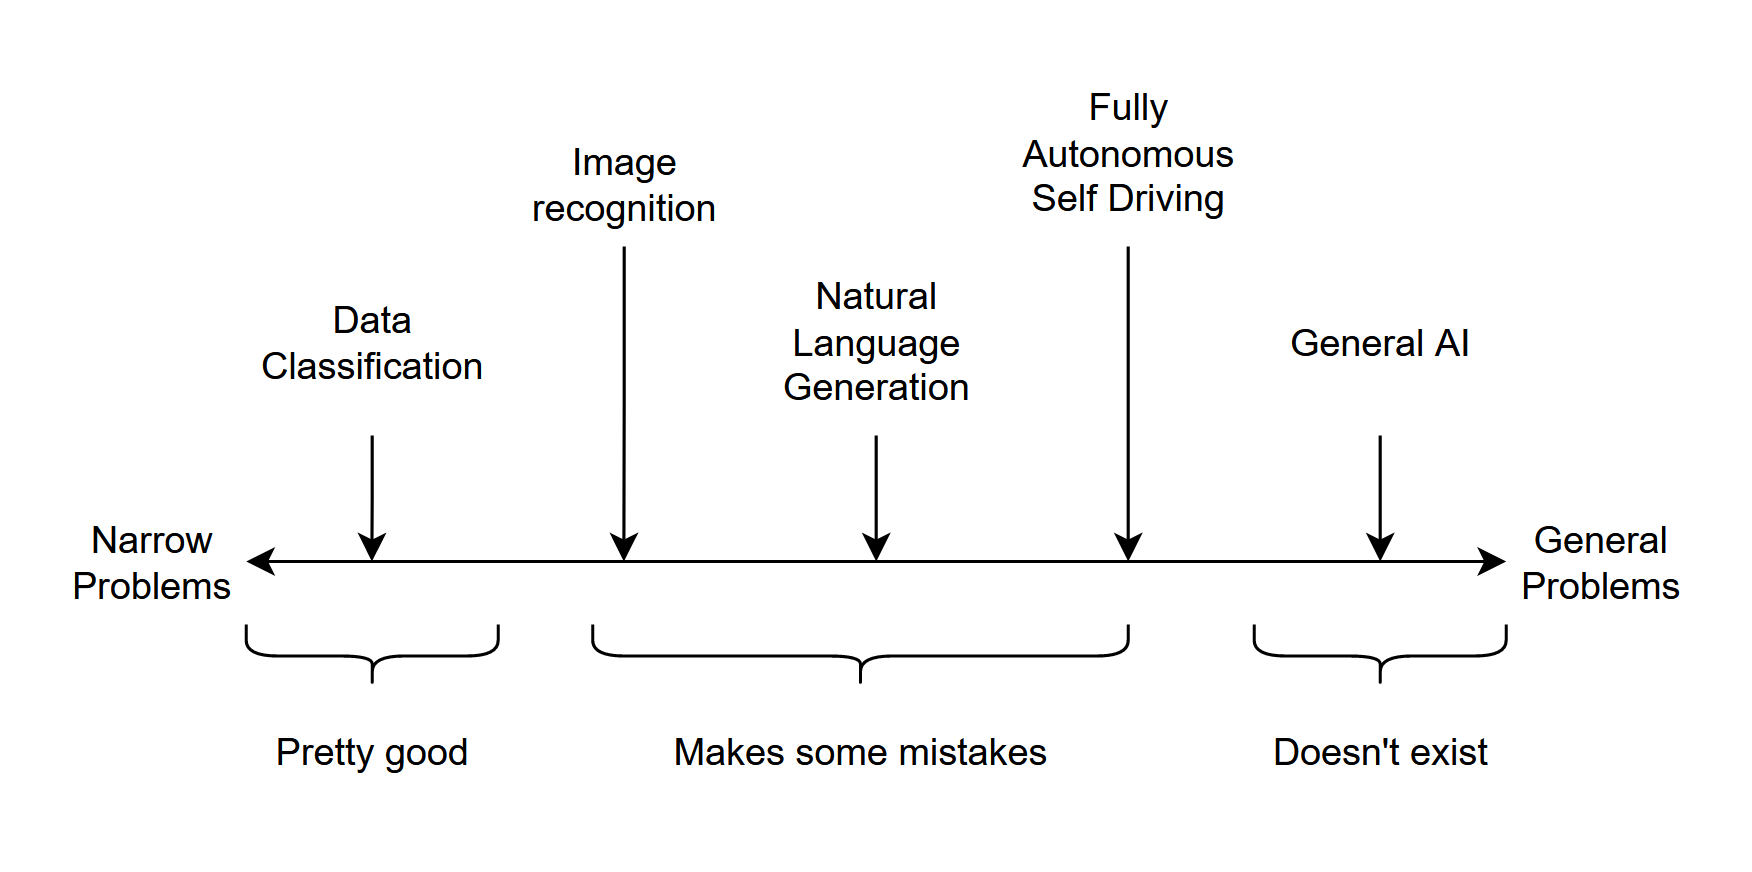 Fully
Autonomous
Self Driving
Image
recognition
Natural
Language
Generation
Data
Classification
General AI
Narrow
Problems
General
Problems
Pretty good
Makes some mistakes
Doesn't exist